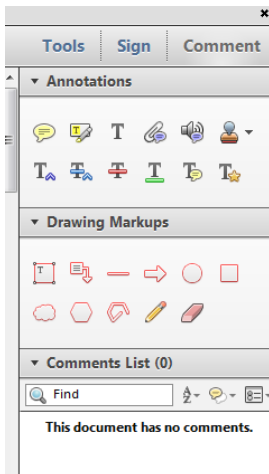 Tools Sign Comment
Annotations
T T
T T T T T T
Drawing Markups
T
Comments List (0)
Find A Z
This document has no comments.